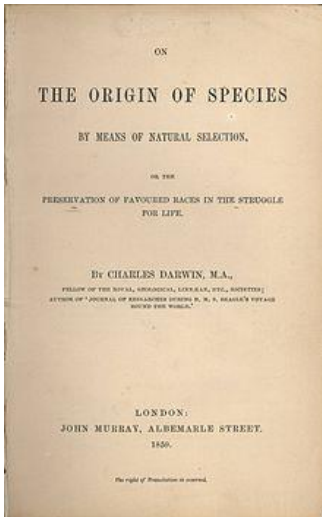 ON
THE ORIGIN OF SPECIES
BY MEANS OF NATURAL SELECTION,
OR THE
PRESERVATION OF FAVOURED RACES IN THE STRUGGLE
FOR LIFE.
BY CHARLES DARWIN, M.A.,
FELLOW OF THE ROYAL, GEOLOGICAL, LINNÆAN, ETC., SOCIETIES;
AUTHOR OF 'JOURNAL OF RESEARCHES DURING H. M. S. BEAGLE'S VOYAGE
ROUND THE WORLD.'
LONDON:
JOHN MURRAY, ALBEMARLE STREET.
1859.
The right of Translation is reserved.